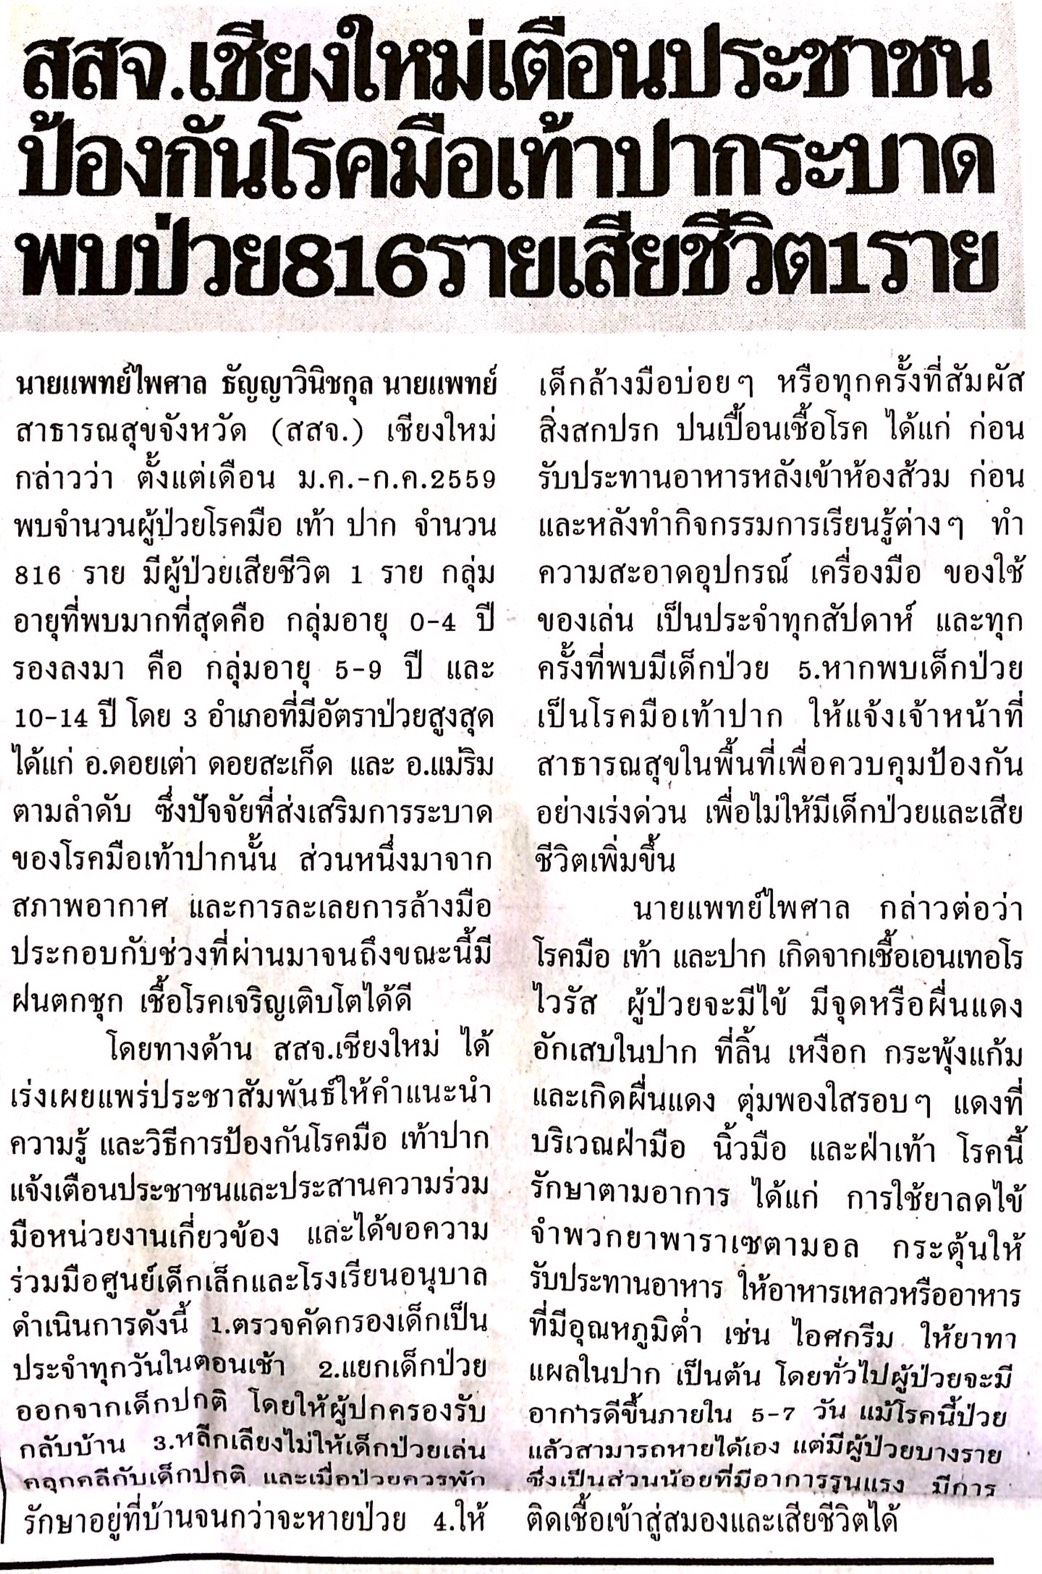 สสจ.เชียงใหม่เตือนประชาชน
ป้องกันโรคมือเท้าปากระบาด
พบป่วย816รายเสียชีวิต1ราย
นายแพทย์ไพศาล ธัญญาวินิชกุล นายแพทย์
สาธารณสุขจังหวัด (สสจ.) เชียงใหม่
กล่าวว่า ตั้งแต่เดือน ม.ค.-ก.ค.2559
พบจำนวนผู้ป่วยโรคมือ เท้า ปาก จำนวน
816 ราย มีผู้ป่วยเสียชีวิต 1 ราย กลุ่ม
อายุที่พบมากที่สุดคือ กลุ่มอายุ 0-4 ปี
รองลงมา คือ กลุ่มอายุ 5-9 ปี และ
10-14 ปี โดย 3 อำเภอที่มีอัตราป่วยสูงสุด
ได้แก่ อ.ดอยเต่า ดอยสะเก็ด และ อ.แม่ริม
ตามลำดับ ซึ่งปัจจัยที่ส่งเสริมการระบาด
ของโรคมือเท้าปากนั้น ส่วนหนึ่งมาจาก
สภาพอากาศ และการละเลยการล้างมือ
ประกอบกับช่วงที่ผ่านมาจนถึงขณะนี้มี
ฝนตกชุก เชื้อโรคเจริญเติบโตได้ดี
โดยทางด้าน สสจ.เชียงใหม่ ได้
เร่งเผยแพร่ประชาสัมพันธ์ให้คำแนะนำ
ความรู้ และวิธีการป้องกันโรคมือ เท้าปาก
แจ้งเตือนประชาชนและประสานความร่วม
มือหน่วยงานเกี่ยวข้อง และได้ขอความ
ร่วมมือศูนย์เด็กเล็กและโรงเรียนอนุบาล
ดำเนินการดังนี้ 1.ตรวจคัดกรองเด็กเป็น
ประจำทุกวันในตอนเช้า 2.แยกเด็กป่วย
ออกจากเด็กปกติ โดยให้ผู้ปกครองรับ
กลับบ้าน 3.หลีกเลี่ยงไม่ให้เด็กป่วยเล่น
คลุกคลีกับเด็กปกติ และเมื่อป่วยควรพัก
รักษาอยู่ที่บ้านจนกว่าจะหายป่วย 4.ให้
เด็กล้างมือบ่อยๆ หรือทุกครั้งที่สัมผัส
สิ่งสกปรก ปนเปื้อนเชื้อโรค ได้แก่ ก่อน
รับประทานอาหารหลังเข้าห้องส้วม ก่อน
และหลังทำกิจกรรมการเรียนรู้ต่างๆ ทำ
ความสะอาดอุปกรณ์ เครื่องมือ ของใช้
ของเล่น เป็นประจำทุกสัปดาห์ และทุก
ครั้งที่พบมีเด็กป่วย 5.หากพบเด็กป่วย
เป็นโรคมือเท้าปาก ให้แจ้งเจ้าหน้าที่
สาธารณสุขในพื้นที่เพื่อควบคุมป้องกัน
อย่างเร่งด่วน เพื่อไม่ให้มีเด็กป่วยและเสีย
ชีวิตเพิ่มขึ้น
นายแพทย์ไพศาล กล่าวต่อว่า
โรคมือ เท้า และปาก เกิดจากเชื้อเอนเทอโร
ไวรัส ผู้ป่วยจะมีไข้ มีจุดหรือผื่นแดง
อักเสบในปาก ที่ลิ้น เหงือก กระพุ้งแก้ม
และเกิดผื่นแดง ตุ่มพองใสรอบๆ แดงที่
บริเวณฝ่ามือ นิ้วมือ และฝ่าเท้า โรคนี้
รักษาตามอาการ ได้แก่ การใช้ยาลดไข้
จำพวกยาพาราเซตามอล กระตุ้นให้
รับประทานอาหาร ให้อาหารเหลวหรืออาหาร
ที่มีอุณหภูมิต่ำ เช่น ไอศกรีม ให้ยาทา
แผลในปาก เป็นต้น โดยทั่วไปผู้ป่วยจะมี
อาการดีขึ้นภายใน 5-7 วัน แม้โรคนี้ป่วย
แล้วสามารถหายได้เอง แต่มีผู้ป่วยบางราย
ซึ่งเป็นส่วนน้อยที่มีอาการรุนแรง มีการ
ติดเชื้อเข้าสู่สมองและเสียชีวิตได้